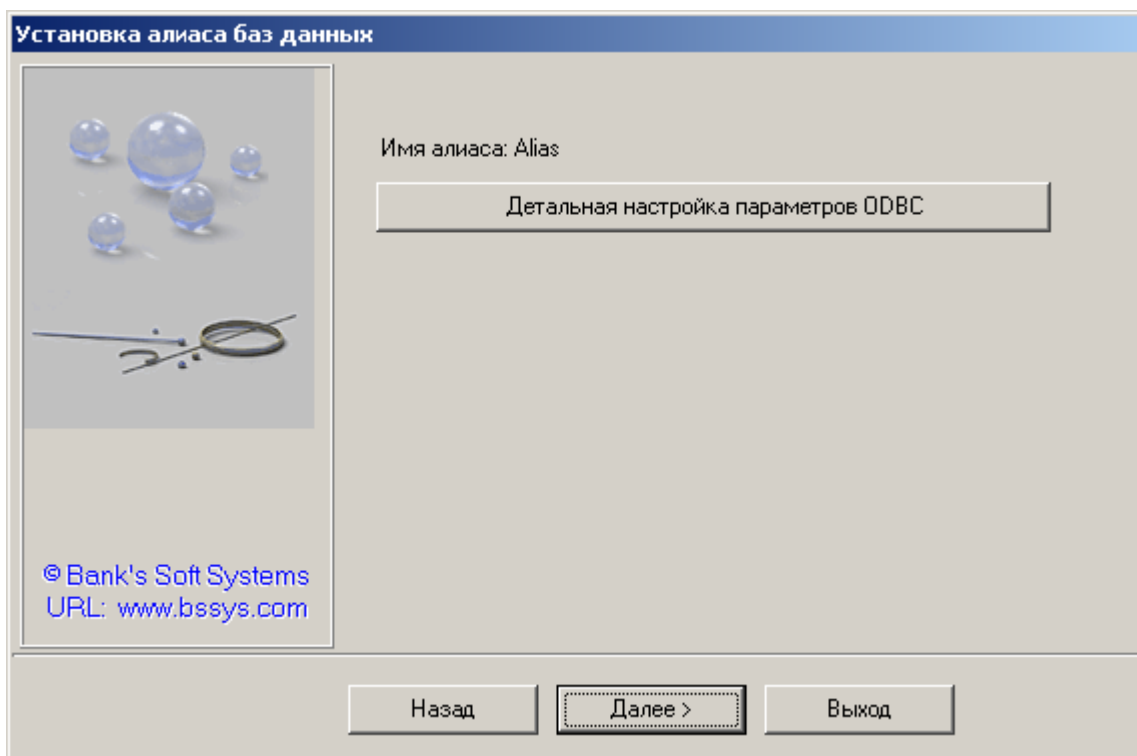 Установка алиаса баз данных
Имя алиаса: Alias
Детальная настройка параметров ODBC
© Bank's Soft Systems
URL: www.bssys.com
Назад
Далее >
Выход